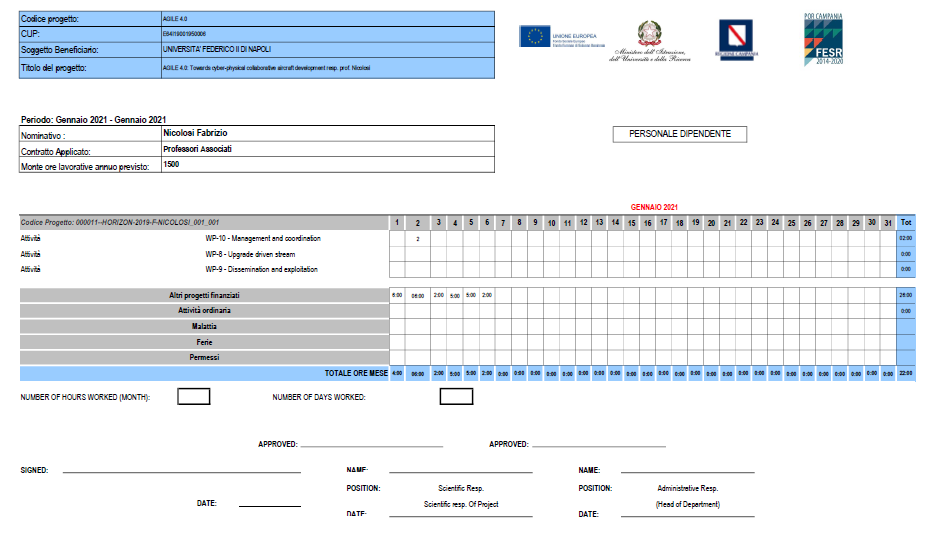 Codice progetto: AGILE 4.0
CUP: E64I19001950006
Soggetto Beneficiario: UNIVERSITA' FEDERICO II DI NAPOLI
Titolo del progetto: AGILE 4.0: Towards cyber-physical collaborative aircraft development resp. prof. Nicolosi
UNIONE EUROPEA
Ministero dell'Istruzione,
dell'Università e della Ricerca
REGIONE CAMPANIA
POR CAMPANIA
FESR
2014-2020
Periodo: Gennaio 2021 - Gennaio 2021
Nominativo : Nicolosi Fabrizio
Contratto Applicato: Professori Associati
Monte ore lavorative annuo previsto: 1500
PERSONALE DIPENDENTE
GENNAIO 2021
Codice Progetto: 000011--HORIZON-2019-F-NICOLOSI_001_001 1 2 3 4 5 6 7 8 9 10 11 12 13 14 15 16 17 18 19 20 21 22 23 24 25 26 27 28 29 30 31 Tot
Attività WP-10 - Management and coordination 2 02:00
Attività WP-8 - Upgrade driven stream 0:00
Attività WP-9 - Dissemination and exploitation 0:00
Altri progetti finanziati 6:00 06:00 2:00 5:00 5:00 2:00 26:00
Attività ordinaria 0:00
Malattia
Ferie
Permessi
TOTALE ORE MESE 4:00 06:00 2:00 5:00 5:00 2:00 0:00 0:00 0:00 0:00 0:00 0:00 0:00 0:00 0:00 0:00 0:00 0:00 0:00 0:00 0:00 0:00 0:00 0:00 0:00 0:00 0:00 0:00 0:00 0:00 0:00 22:00
NUMBER OF HOURS WORKED (MONTH): NUMBER OF DAYS WORKED:
APPROVED: APPROVED:
SIGNED: NAME: NAME:
POSITION: Scientific Resp. POSITION: Administrative Resp.
DATE: Scientific resp. Of Project (Head of Department)
DATE: DATE: